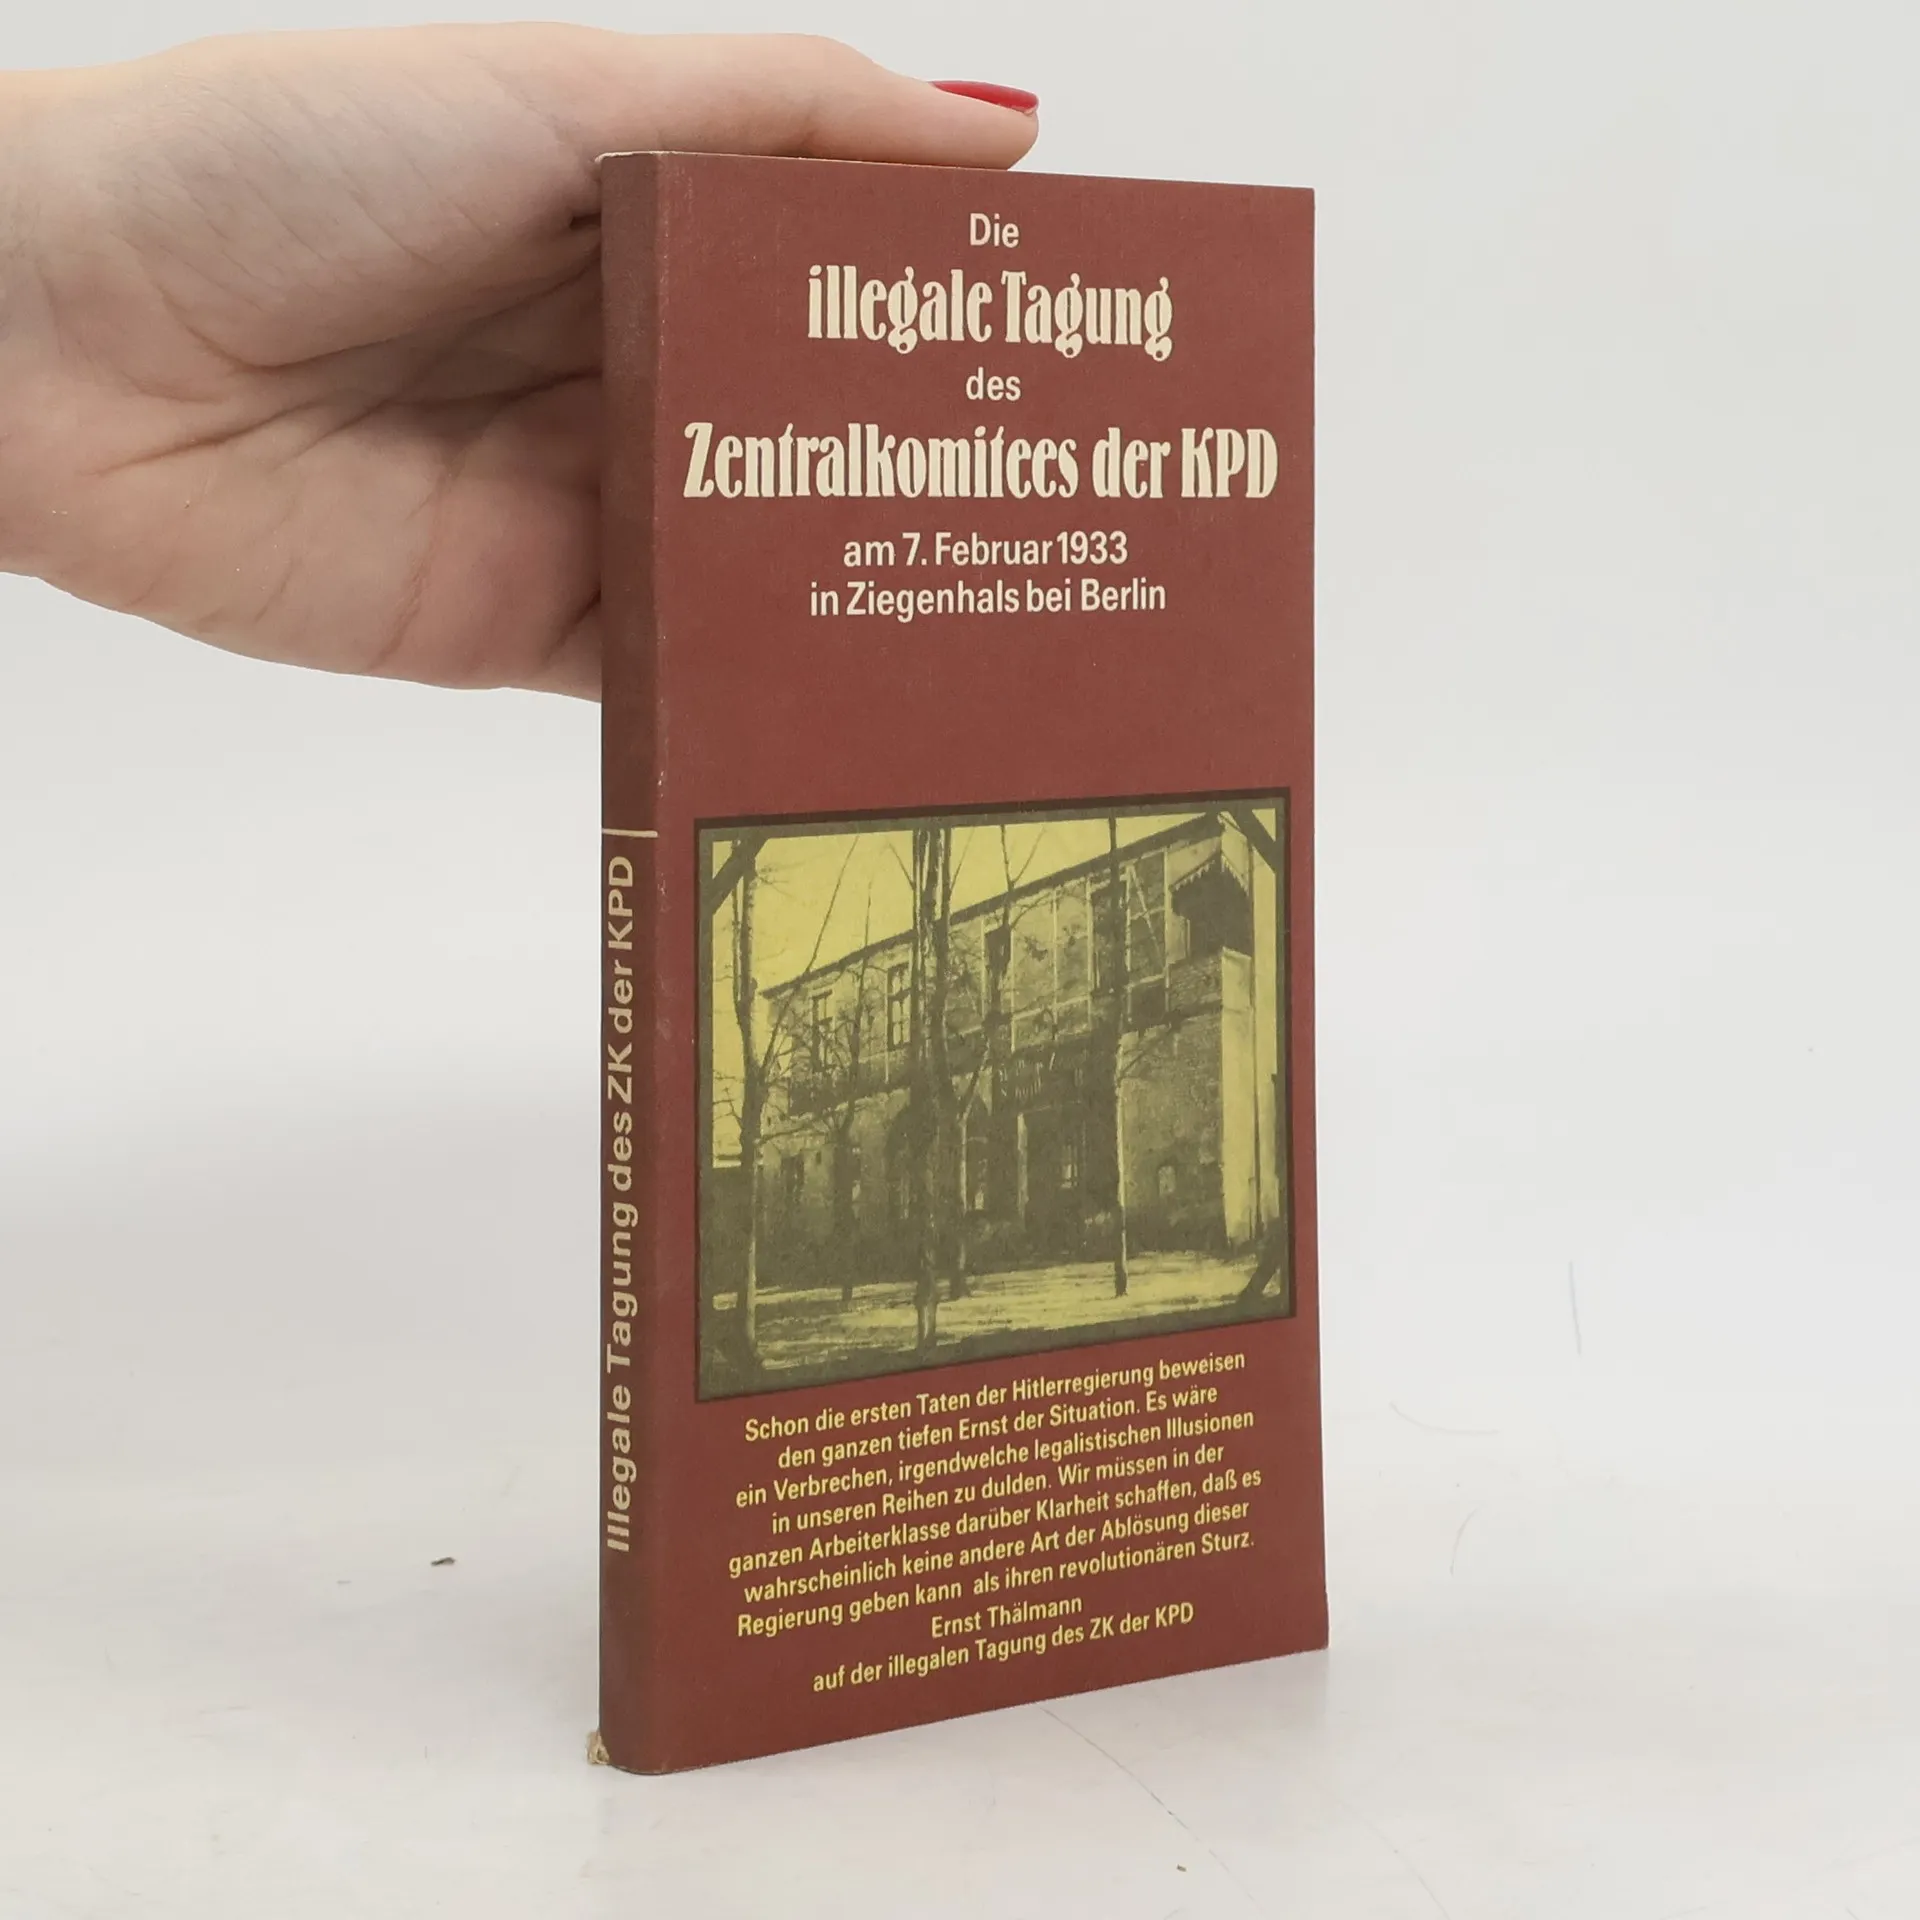 Die
illegale Tagung
des
Zentralkomitees der KPD
am 7. Februar 1933
in Ziegenhals bei Berlin
Schon die ersten Taten der Hitlerregierung beweisen
den ganzen tiefen Ernst der Situation. Es wäre
ein Verbrechen, irgendwelche legalistischen Illusionen
in unseren Reihen zu dulden. Wir müssen in der
ganzen Arbeiterklasse darüber Klarheit schaffen, daß es
wahrscheinlich keine andere Art der Ablösung dieser
Regierung geben kann als ihren revolutionären Sturz.
Ernst Thälmann
auf der illegalen Tagung des ZK der KPD
Illegale Tagung des ZK der KPD